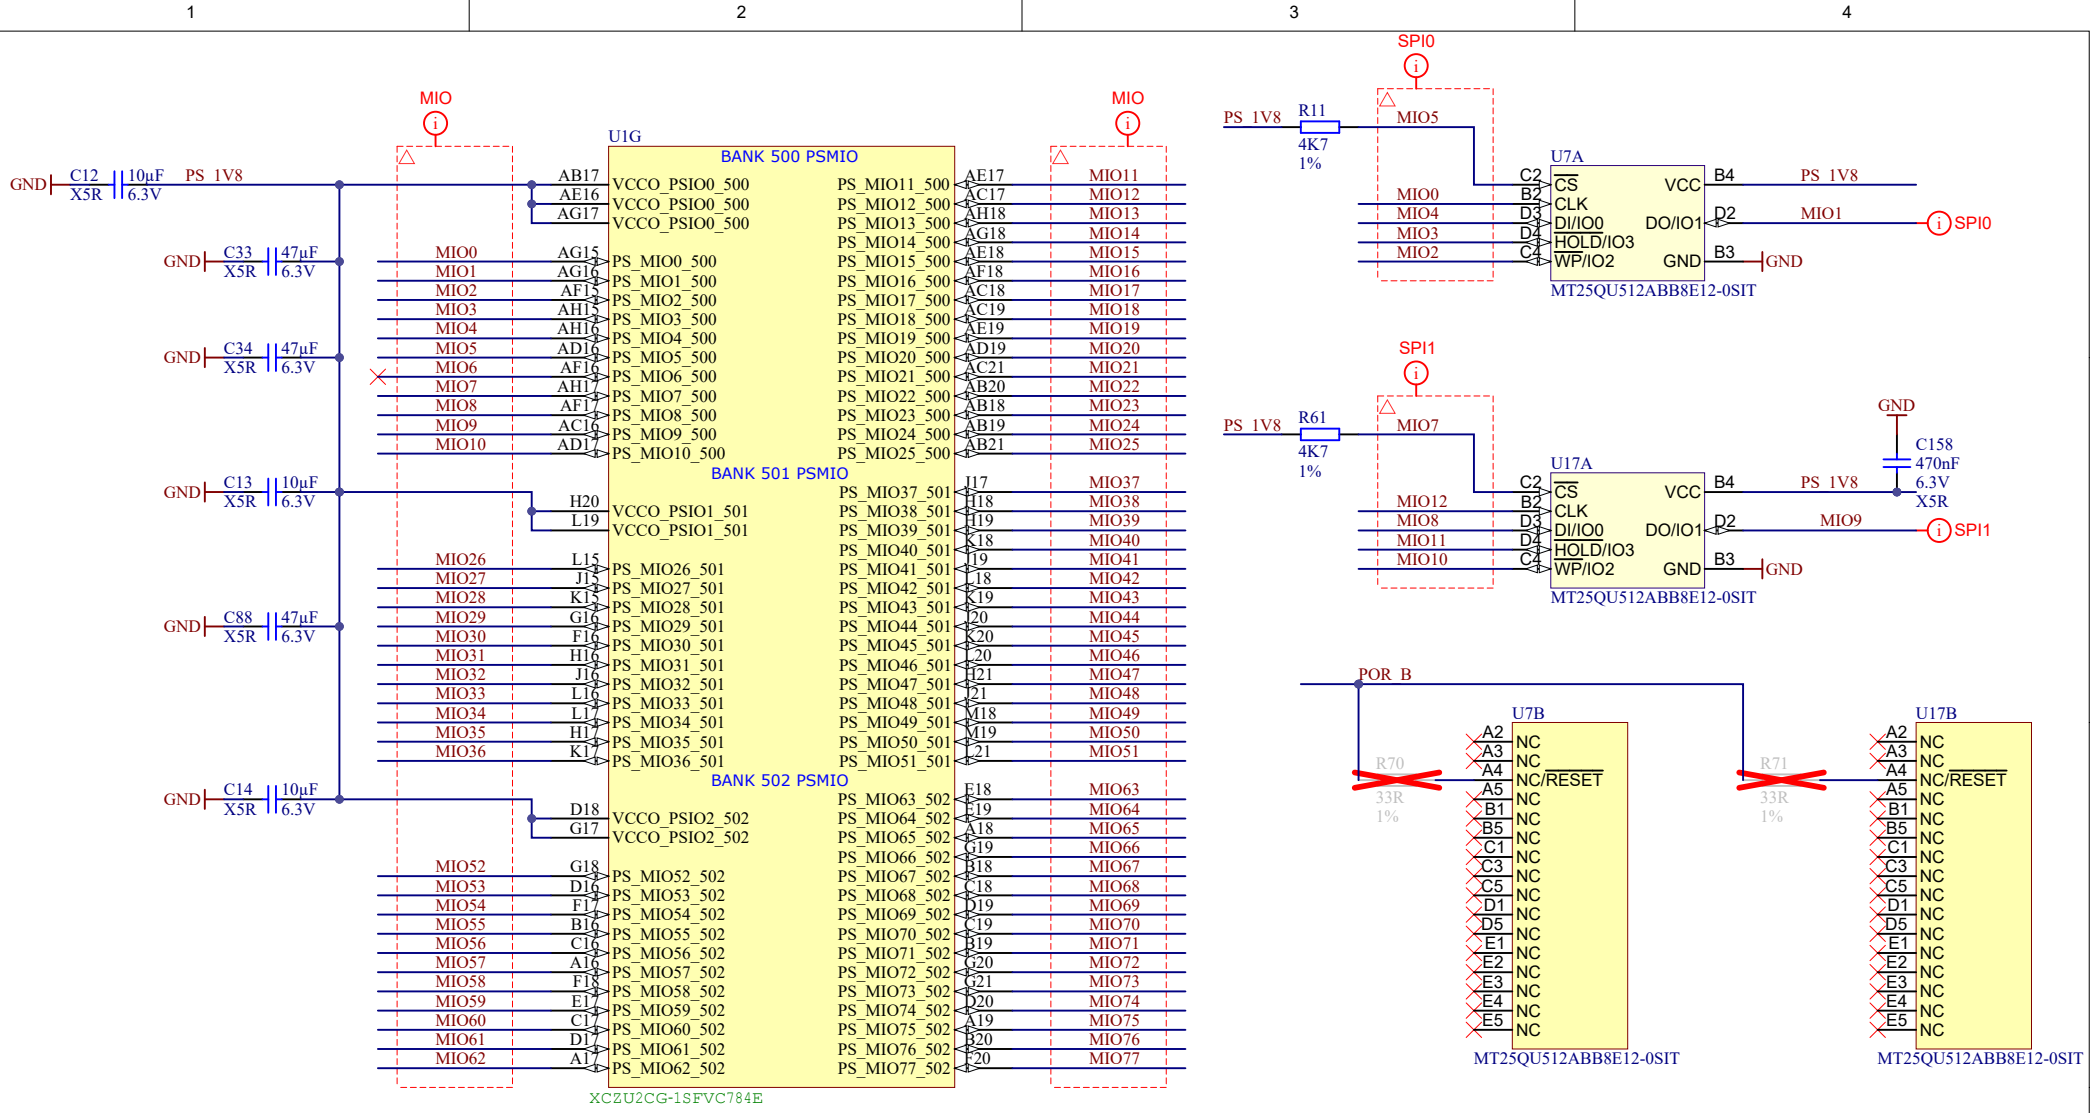 1
2
3
4
MIO
MIO
SPI0
U1G
BANK 500 PSMIO
GND
C12
10µF
X5R
6.3V
PS_1V8
AB17
VCCO_PSIO0_500
AE16
VCCO_PSIO0_500
AG17
VCCO_PSIO0_500
GND
C33
47µF
X5R
6.3V
MIO0 AG15 PS_MIO0_500
MIO1 AG16 PS_MIO1_500
MIO2 AF15 PS_MIO2_500
MIO3 AH15 PS_MIO3_500
MIO4 AH16 PS_MIO4_500
MIO5 AD16 PS_MIO5_500
MIO6 AF16 PS_MIO6_500
MIO7 AH17 PS_MIO7_500
MIO8 AF17 PS_MIO8_500
MIO9 AC16 PS_MIO9_500
MIO10 AD17 PS_MIO10_500
GND
C34
47µF
X5R
6.3V
PS_MIO11_500 AE17 MIO11
PS_MIO12_500 AC17 MIO12
PS_MIO13_500 AH18 MIO13
PS_MIO14_500 AG18 MIO14
PS_MIO15_500 AE18 MIO15
PS_MIO16_500 AF18 MIO16
PS_MIO17_500 AC18 MIO17
PS_MIO18_500 AC19 MIO18
PS_MIO19_500 AE19 MIO19
PS_MIO20_500 AD19 MIO20
PS_MIO21_500 AC21 MIO21
PS_MIO22_500 AB20 MIO22
PS_MIO23_500 AB18 MIO23
PS_MIO24_500 AB19 MIO24
PS_MIO25_500 AB21 MIO25
BANK 501 PSMIO
GND
C13
10µF
X5R
6.3V
H20 VCCO_PSIO1_501
L19 VCCO_PSIO1_501
MIO26 L15 PS_MIO26_501
MIO27 J15 PS_MIO27_501
MIO28 K15 PS_MIO28_501
MIO29 G16 PS_MIO29_501
MIO30 F16 PS_MIO30_501
MIO31 H16 PS_MIO31_501
MIO32 J16 PS_MIO32_501
MIO33 L16 PS_MIO33_501
MIO34 L17 PS_MIO34_501
MIO35 H17 PS_MIO35_501
MIO36 K17 PS_MIO36_501
GND
C88
47µF
X5R
6.3V
PS_MIO37_501 J17 MIO37
PS_MIO38_501 H18 MIO38
PS_MIO39_501 H19 MIO39
PS_MIO40_501 K18 MIO40
PS_MIO41_501 J19 MIO41
PS_MIO42_501 L18 MIO42
PS_MIO43_501 K19 MIO43
PS_MIO44_501 J20 MIO44
PS_MIO45_501 K20 MIO45
PS_MIO46_501 L20 MIO46
PS_MIO47_501 H21 MIO47
PS_MIO48_501 J21 MIO48
PS_MIO49_501 M18 MIO49
PS_MIO50_501 M19 MIO50
PS_MIO51_501 L21 MIO51
BANK 502 PSMIO
GND
C14
10µF
X5R
6.3V
D18 VCCO_PSIO2_502
G17 VCCO_PSIO2_502
MIO52 G18 PS_MIO52_502
MIO53 D16 PS_MIO53_502
MIO54 F17 PS_MIO54_502
MIO55 B16 PS_MIO55_502
MIO56 C16 PS_MIO56_502
MIO57 A16 PS_MIO57_502
MIO58 F18 PS_MIO58_502
MIO59 E17 PS_MIO59_502
MIO60 C17 PS_MIO60_502
MIO61 D17 PS_MIO61_502
MIO62 A17 PS_MIO62_502
PS_MIO63_502 E18 MIO63
PS_MIO64_502 E19 MIO64
PS_MIO65_502 A18 MIO65
PS_MIO66_502 G19 MIO66
PS_MIO67_502 B18 MIO67
PS_MIO68_502 C18 MIO68
PS_MIO69_502 D19 MIO69
PS_MIO70_502 C19 MIO70
PS_MIO71_502 B19 MIO71
PS_MIO72_502 G20 MIO72
PS_MIO73_502 G21 MIO73
PS_MIO74_502 D20 MIO74
PS_MIO75_502 A19 MIO75
PS_MIO76_502 B20 MIO76
PS_MIO77_502 F20 MIO77
XCZU2CG-1SFVC784E
PS_1V8
R11
4K7
1%
MIO5
U7A
C2 CS
MIO0 B2 CLK
MIO4 D3 DI/IO0
MIO3 D4 HOLD/IO3
MIO2 C4 WP/IO2
VCC B4 PS_1V8
DO/IO1 D2 MIO1
SPI0
GND B3 GND
MT25QU512ABB8E12-0SIT
SPI1
PS_1V8
R61
4K7
1%
MIO7
U17A
C2 CS
MIO12 B2 CLK
MIO8 D3 DI/IO0
MIO11 D4 HOLD/IO3
MIO10 C4 WP/IO2
VCC B4 PS_1V8
DO/IO1 D2 MIO9
SPI1
GND B3 GND
MT25QU512ABB8E12-0SIT
GND
C158
470nF
6.3V
X5R
POR_B
R70
33R
1%
U7B
A2 NC
A3 NC
A4 NC/RESET
A5 NC
B1 NC
B5 NC
C1 NC
C3 NC
C5 NC
D1 NC
D5 NC
E1 NC
E2 NC
E3 NC
E4 NC
E5 NC
MT25QU512ABB8E12-0SIT
R71
33R
1%
U17B
A2 NC
A3 NC
A4 NC/RESET
A5 NC
B1 NC
B5 NC
C1 NC
C3 NC
C5 NC
D1 NC
D5 NC
E1 NC
E2 NC
E3 NC
E4 NC
E5 NC
MT25QU512ABB8E12-0SIT